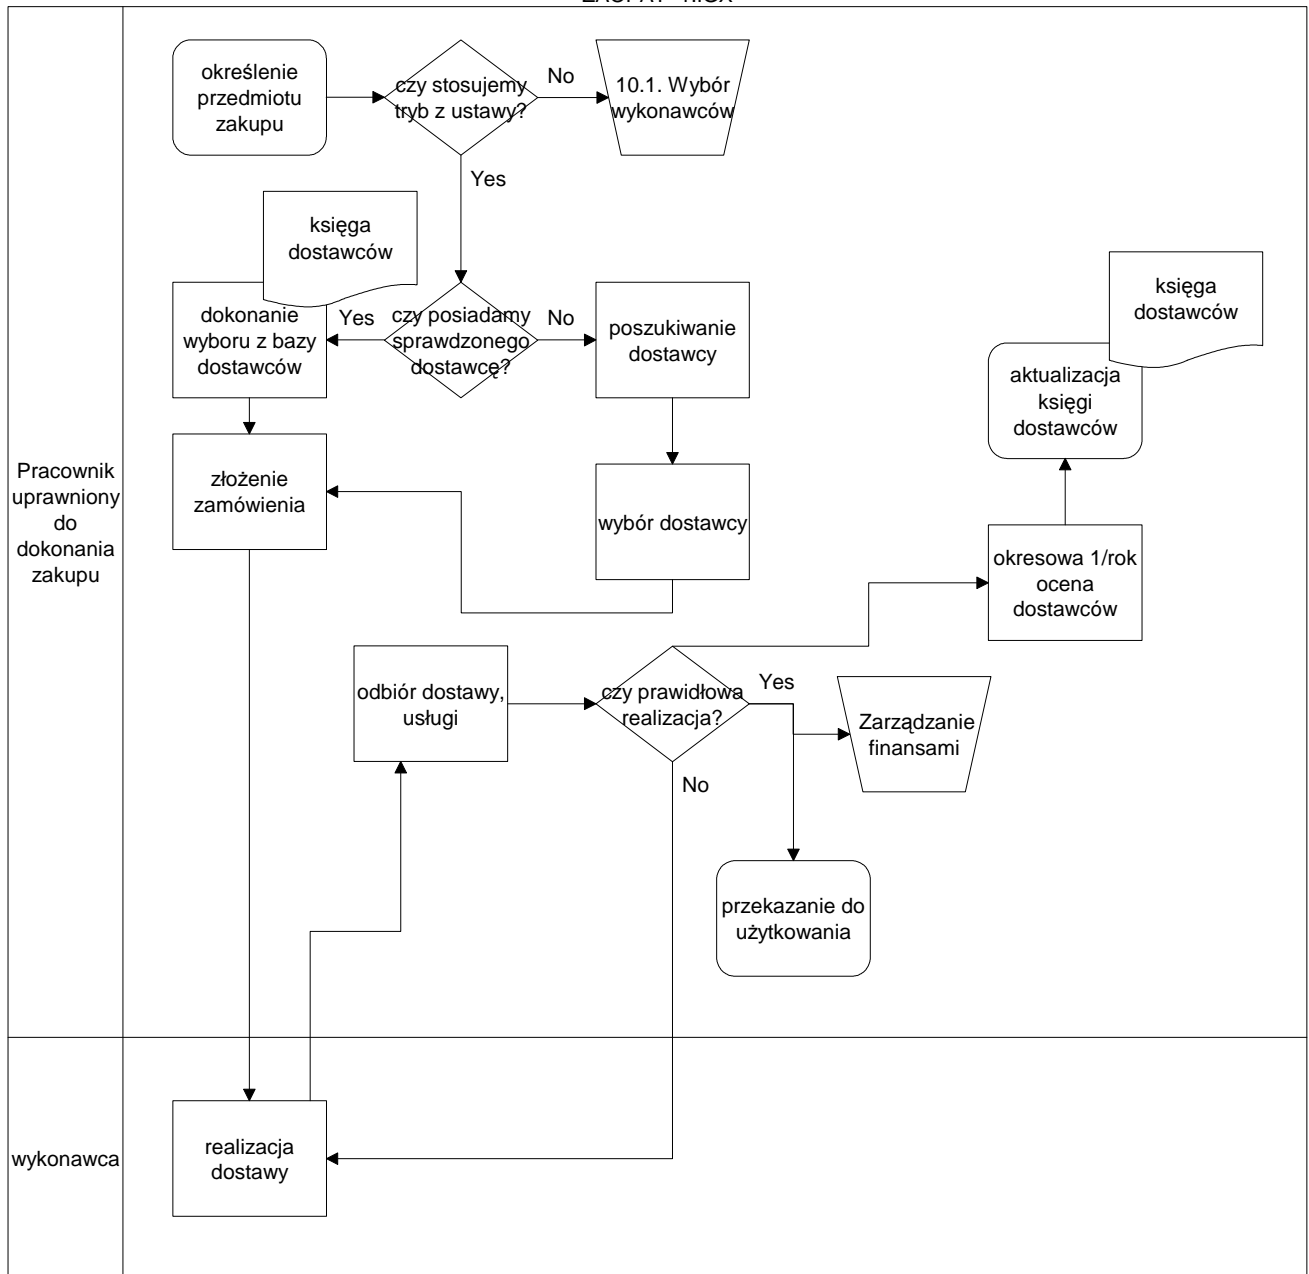 określenie
przedmiotu
zakupu
czy stosujemy
tryb z ustawy?
No
10.1. Wybór
wykonawców
Yes
księga
dostawców
dokonanie
wyboru z bazy
dostawców
Yes
czy posiadamy
sprawdzonego
dostawcę?
No
poszukiwanie
dostawcy
księga
dostawców
aktualizacja
księgi
dostawców
Pracownik
uprawniony
do
dokonania
zakupu
złożenie
zamówienia
wybór dostawcy
okresowa 1/rok
ocena
dostawców
odbiór dostawy,
usługi
czy prawidłowa
realizacja?
Yes
Zarządzanie
finansami
No
przekazanie do
użytkowania
wykonawca
realizacja
dostawy